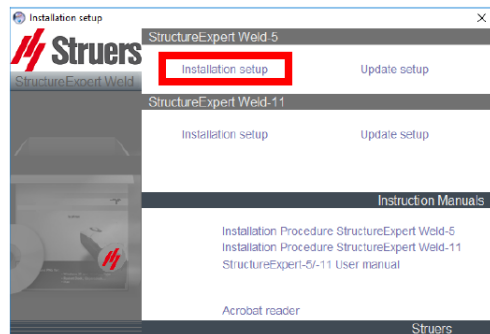 Installation setup
Struers
StructureExpert Weld
StructureExpert Weld-5
Installation setup Update setup
StructureExpert Weld-11
Installation setup Update setup
Instruction Manuals
Installation Procedure StructureExpert Weld-5
Installation Procedure StructureExpert Weld-11
StructureExpert-5/-11 User manual
Acrobat reader
Struers